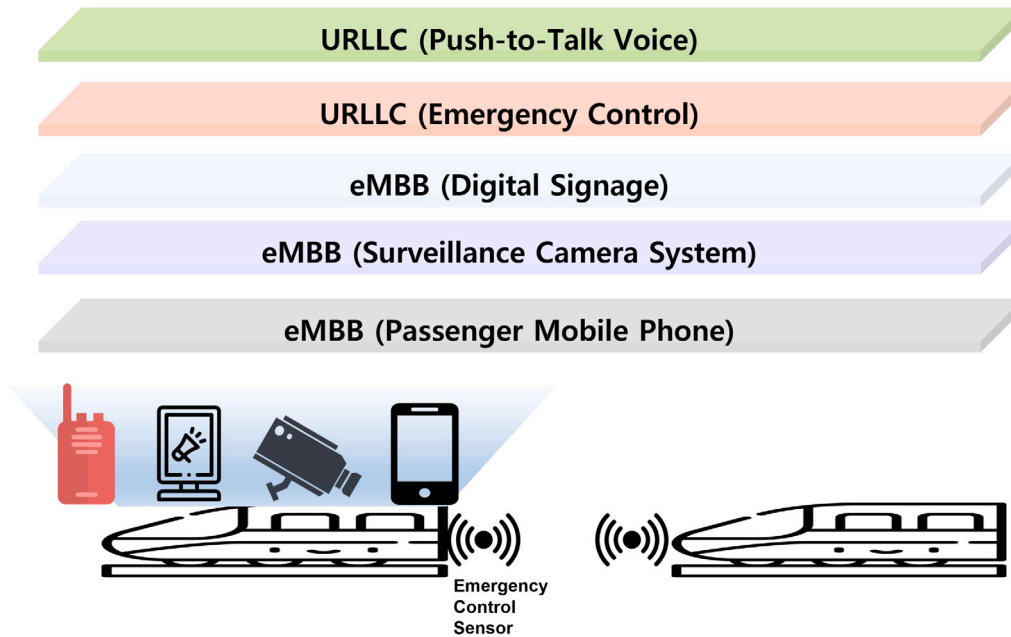 URLLC (Push-to-Talk Voice)
URLLC (Emergency Control)
eMBB (Digital Signage)
eMBB (Surveillance Camera System)
eMBB (Passenger Mobile Phone)
Emergency
Control
Sensor